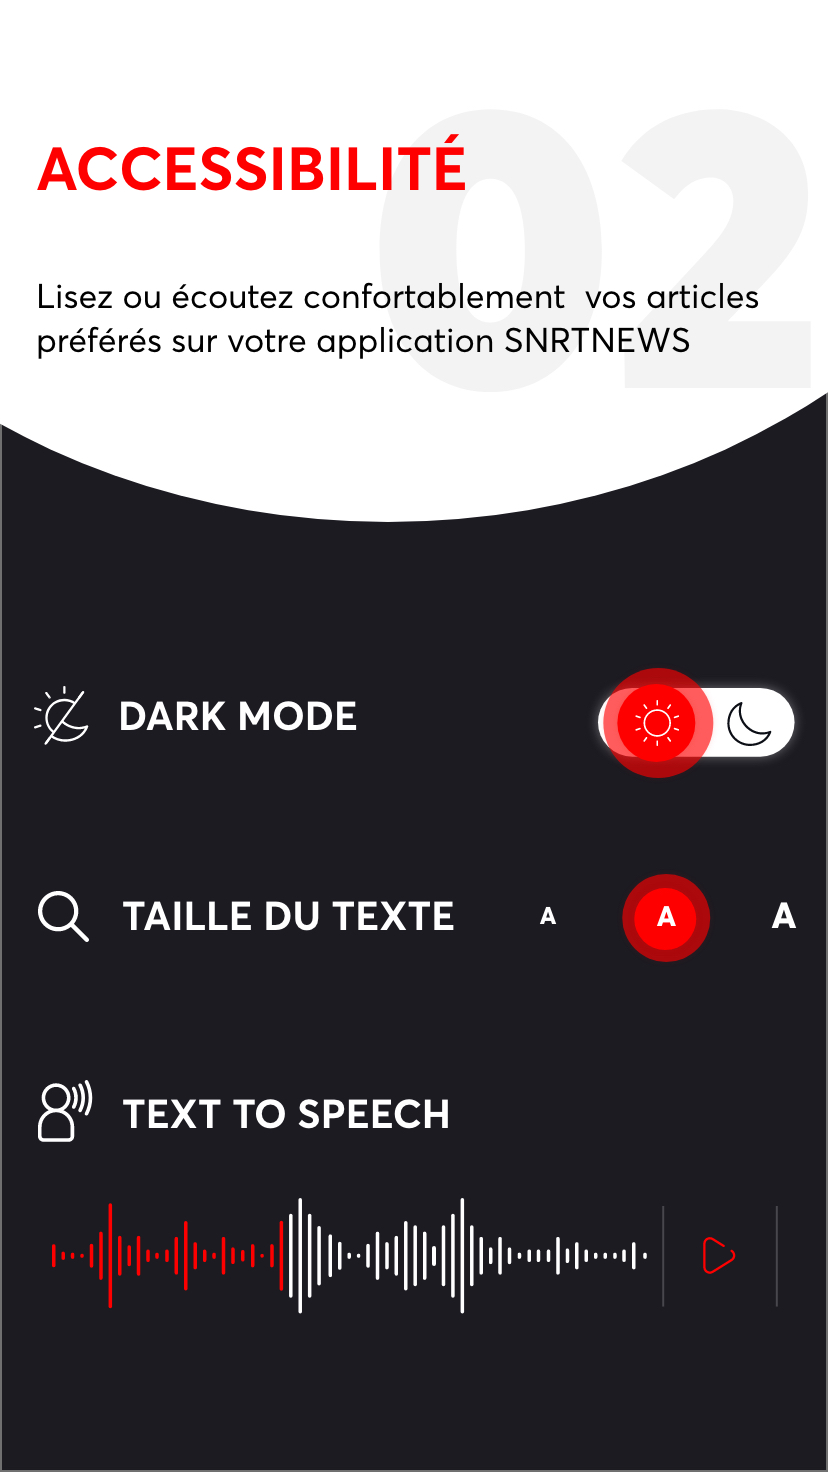 02
ACCESSIBILITÉ
Lisez ou écoutez confortablement  vos articles
préférés sur votre application SNRTNEWS
DARK MODE
TAILLE DU TEXTE A A A
TEXT TO SPEECH